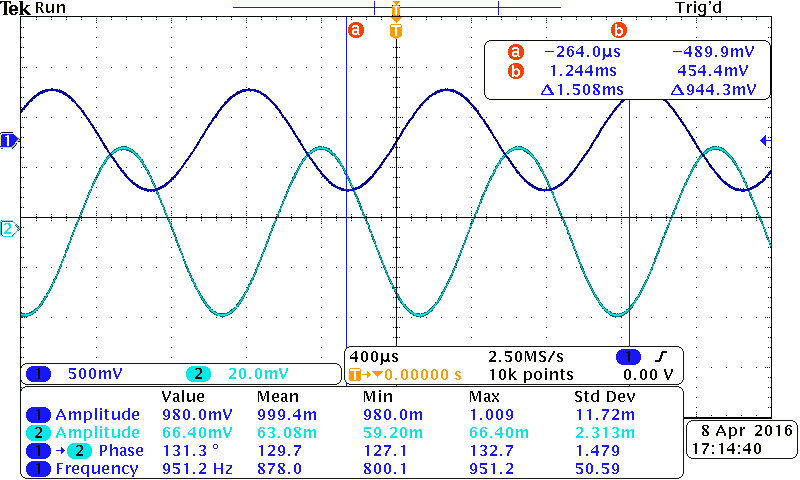 Tek Run Trig'd
T
a T b
a −264.0µs −489.9mV
b 1.244ms 454.4mV
Δ1.508ms Δ944.3mV
1
2
1 500mV 2 20.0mV
400µs 2.50MS/s 1
T→▼0.00000 s 10k points 0.00 V
Value Mean Min Max Std Dev
1 Amplitude 980.0mV 999.4m 980.0m 1.009 11.72m
2 Amplitude 66.40mV 63.08m 59.20m 66.40m 2.313m
1 → 2 Phase 131.3 ° 129.7 127.1 132.7 1.479
1 Frequency 951.2 Hz 878.0 800.1 951.2 50.59
8 Apr 2016
17:14:40